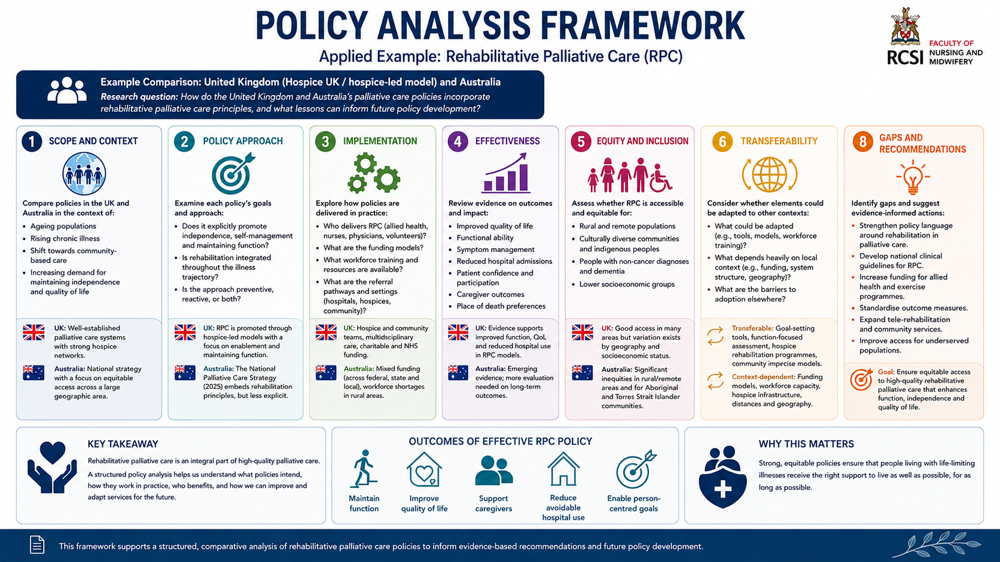 POLICY ANALYSIS FRAMEWORK
Applied Example: Rehabilitative Palliative Care (RPC)
RCSI
FACULTY OF
NURSING AND
MIDWIFERY
Example Comparison: United Kingdom (Hospice UK / hospice-led model) and Australia
Research question: How do the United Kingdom and Australia's palliative care policies incorporate
rehabilitative palliative care principles, and what lessons can inform future policy development?
1 SCOPE AND CONTEXT
Compare policies in the UK and
Australia in the context of:
• Ageing populations
• Rising chronic illness
• Shift towards community-
based care
• Increasing demand for
maintaining independence
and quality of life
UK: Well-established
palliative care systems
with strong hospice
networks.
Australia: National strategy
with a focus on equitable
access across a large
geographic area.
2 POLICY APPROACH
Examine each policy's goals
and approach:
• Does it explicitly promote
independence, self-management
and maintaining function?
• Is rehabilitation integrated
throughout the illness
trajectory?
• Is the approach preventive,
reactive, or both?
UK: RPC is promoted through
hospice-led models with a
focus on enablement and
maintaining function.
Australia: The National
Palliative Care Strategy
(2025) embeds rehabilitation
principles, but less explicit.
3 IMPLEMENTATION
Explore how policies are
delivered in practice:
• Who delivers RPC (allied health,
nurses, physicians, volunteers)?
• What are the funding models?
• What workforce training and
resources are available?
• What are the referral
pathways and settings
(hospitals, hospices,
community)?
UK: Hospice and community
teams, multidsciplinary
care, charitable and NHS
funding.
Australia: Mixed funding
(across federal, state and
local), workforce shortages
in rural areas.
4 EFFECTIVENESS
Review evidence on outcomes
and impact:
• Improved quality of life
• Functional ability
• Symptom management
• Reduced hospital admissions
• Patient confidence and
participation
• Caregiver outcomes
• Place of death preferences
UK: Evidence supports
improved function, QoL
and reduced hospital use
in RPC models.
Australia: Emerging
evidence; more evaluation
needed on long-term
outcomes.
5 EQUITY AND INCLUSION
Assess whether RPC is accessible
and equitable for:
• Rural and remote populations
• Culturally diverse communities
and indigenous peoples
• People with non-cancer diagnoses
and dementia
• Lower socioeconomic groups
UK: Good access in many
areas but variation exists
by geography and
socioeconomic status.
Australia: Significant
inequities in rural/remote
areas and for Aboriginal
and Torres Strait Islander
communities.
6 TRANSFERABILITY
Consider whether elements could
be adapted to other contexts:
• What could be adapted
(e.g., tools, models, workforce
training)?
• What depends heavily on local
context (e.g., funding, system
structure, geography)?
• What are the barriers to
adoption elsewhere?
Transferable: Goal-setting
tools, function-focused
assessment, hospice
rehabilitation programmes,
community imprcise models.
Context-dependent: Funding
models, workforce capacity,
hospice infrastructure,
distances and geography.
8 GAPS AND
RECOMMENDATIONS
Identify gaps and suggest
evidence-informed actions:
• Strengthen policy language
around rehabilitation in
palliative care.
• Develop national clinical
guidelines for RPC.
• Increase funding for allied
health and exercise
programmes.
• Standardise outcome measures.
• Expand tele-rehabilitation
and community services.
• Improve access for underserved
populations.
Goal: Ensure equitable access
to high-quality rehabilitative
palliative care that enhances
function, independence and
quality of life.
KEY TAKEAWAY
Rehabilitative palliative care is an integral part of high-quality palliative care.
A structured policy analysis helps us understand what policies intend,
how they work in practice, who benefits, and how we can improve and
adapt services for the future.
OUTCOMES OF EFFECTIVE RPC POLICY
Maintain
function
Improve
quality of life
Support
caregivers
Reduce
avoidable
hospital use
Enable person-
centred goals
WHY THIS MATTERS
Strong, equitable policies ensure that people living with life-limiting
illnesses receive the right support to live as well as possible, for as
long as possible.
This framework supports a structured, comparative analysis of rehabilitative palliative care policies to inform evidence-based recommendations and future policy development.